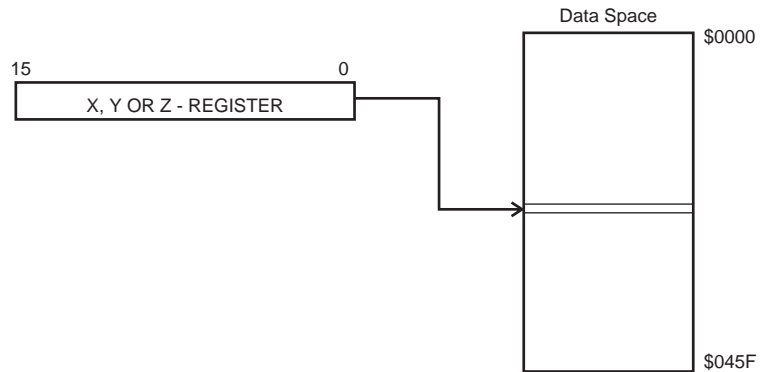 Data Space
$0000
15 0
X, Y OR Z - REGISTER
$045F